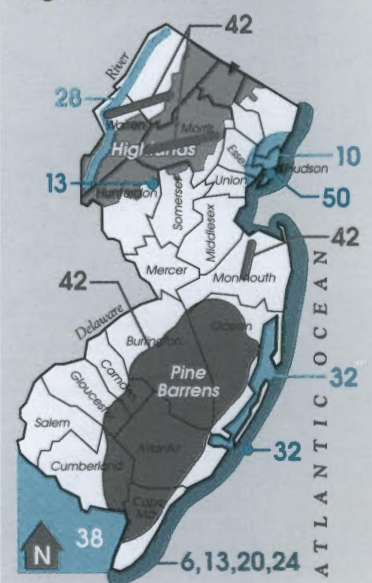 42
River
28
Warren
Morris
Highlands
Essex
Hudson
10
13
Hunterdon
Union
50
Somerset
Middlesex
42
Mercer
Monmouth
42
Delaware
Ocean
Burlington
Camden
Pine
Barrens
32
Gloucester
Salem
Atlantic
32
Cumberland
Cape
May
38
N
6,13,20,24
ATLANTIC OCEAN